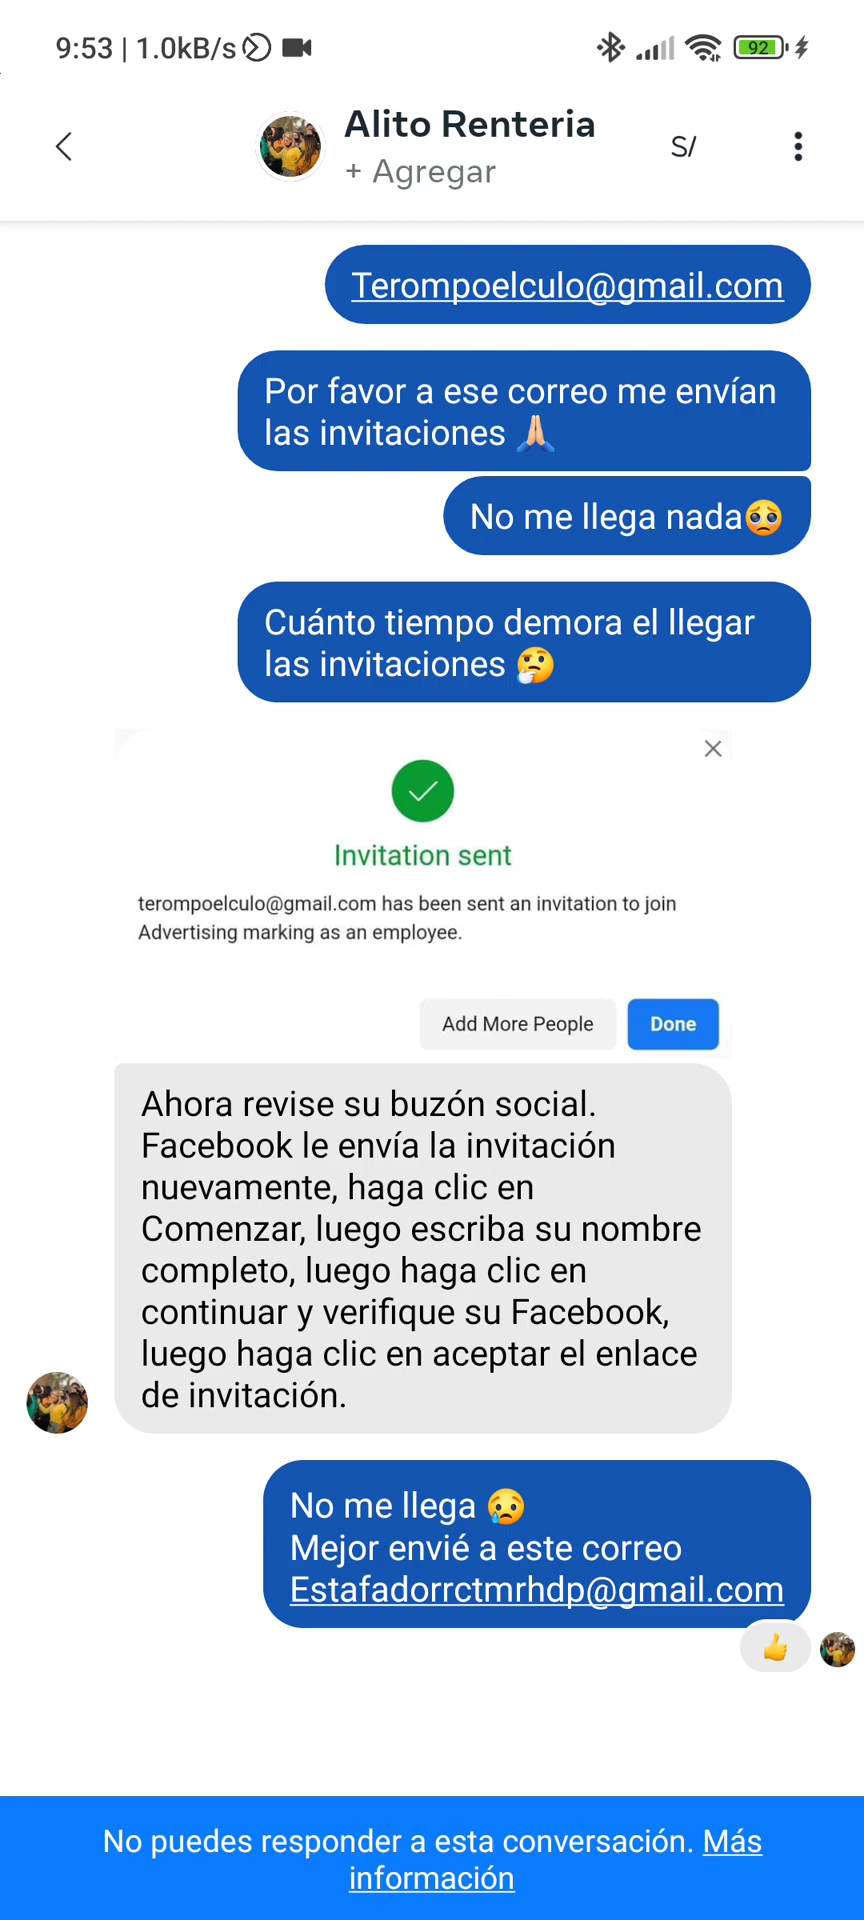 9:53 | 1.0kB/s
92
Alito Renteria
S/
+ Agregar
Terompoelculo@gmail.com
Por favor a ese correo me envían
las invitaciones 🙏🏻
No me llega nada🥺
Cuánto tiempo demora el llegar
las invitaciones 🤔
Invitation sent
terompoelculo@gmail.com has been sent an invitation to join
Advertising marking as an employee.
Add More People
Done
Ahora revise su buzón social.
Facebook le envía la invitación
nuevamente, haga clic en
Comenzar, luego escriba su nombre
completo, luego haga clic en
continuar y verifique su Facebook,
luego haga clic en aceptar el enlace
de invitación.
No me llega 😢
Mejor envié a este correo
Estafadorrctmrhdp@gmail.com
👍
No puedes responder a esta conversación. Más
información